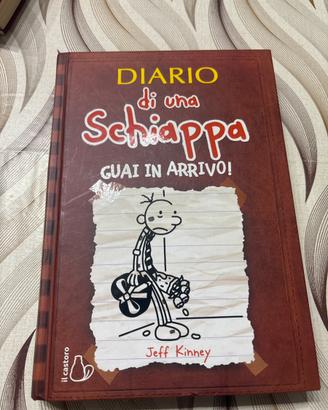 DIARIO
di una
Schiappa
GUAI IN ARRIVO!
Jeff Kinney
il castoro